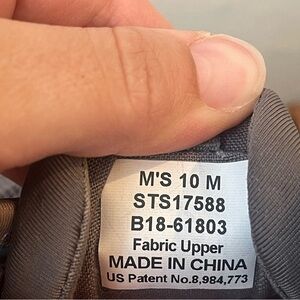 M'S 10 M
STS17588
B18-61803
Fabric Upper
MADE IN CHINA
US Patent No.8,984,773